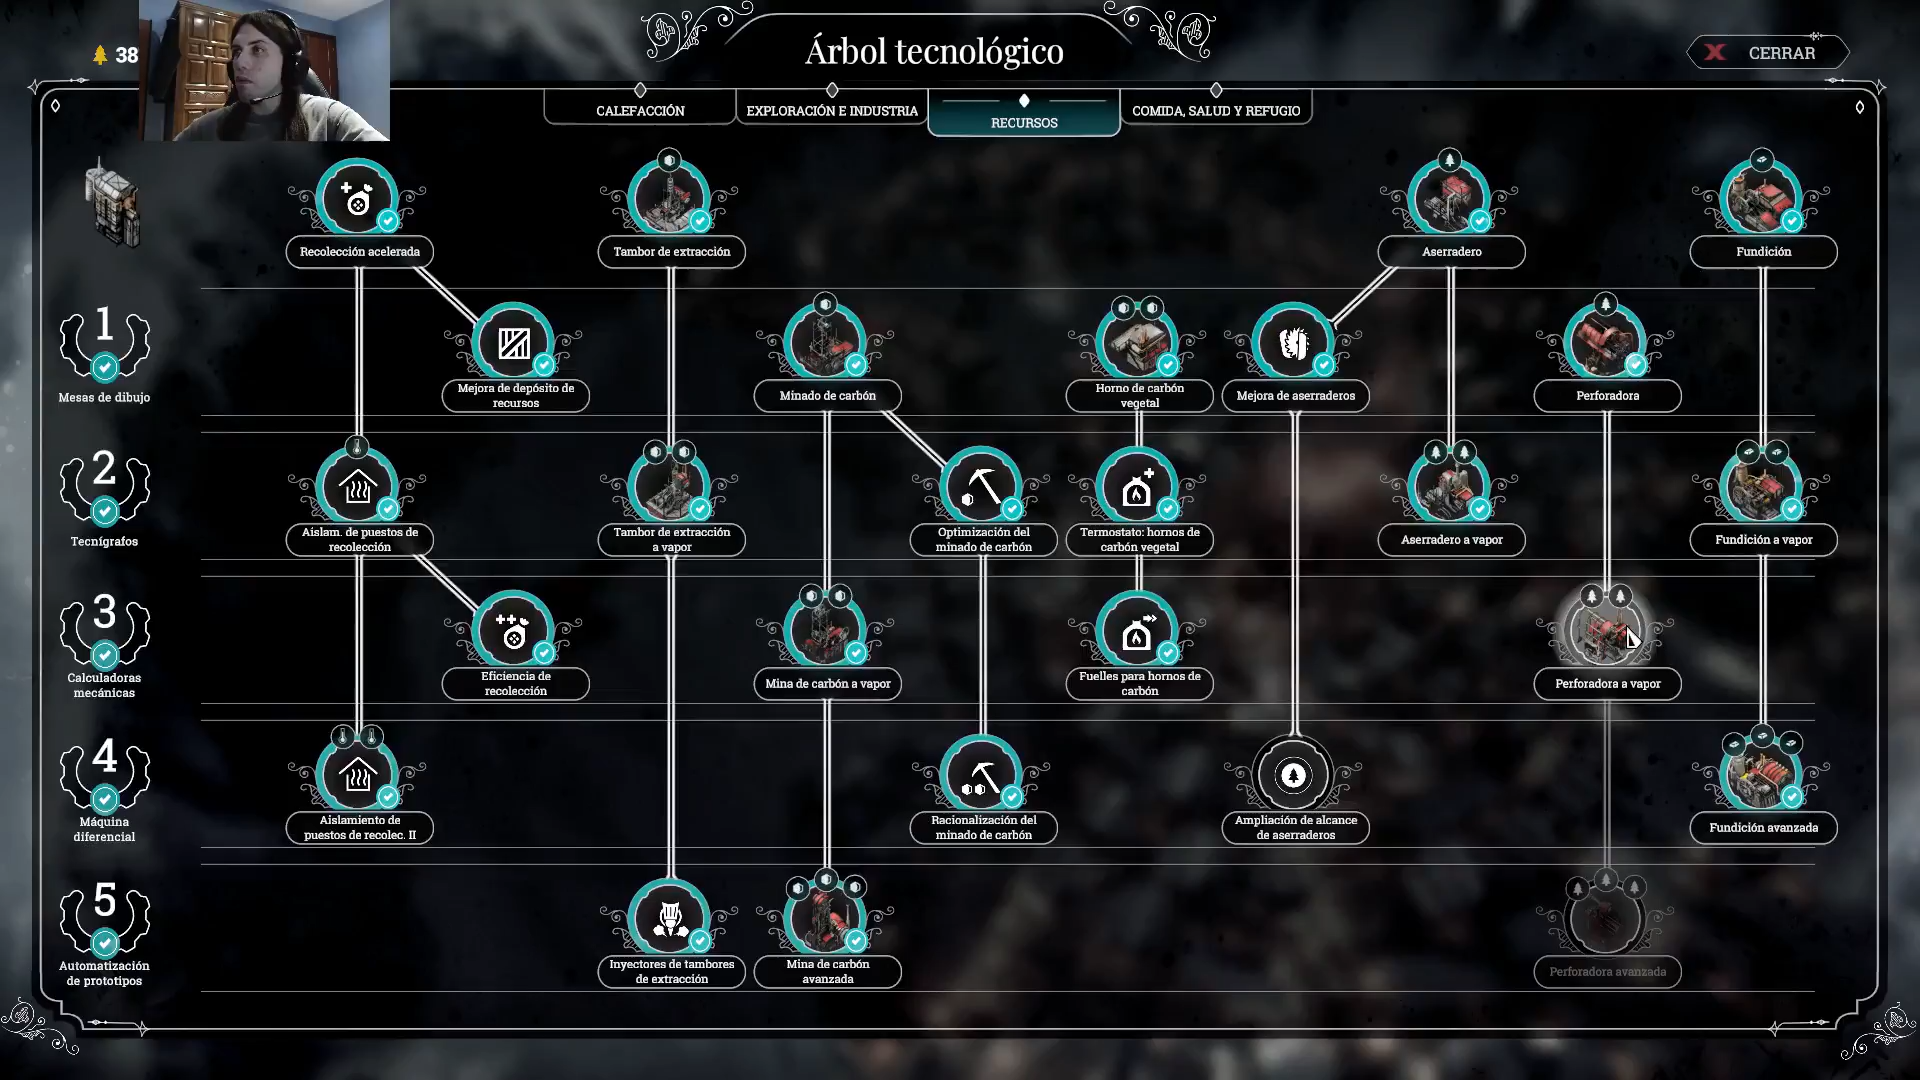 Árbol tecnológico
38
CERRAR
CALEFACCIÓN
EXPLORACIÓN E INDUSTRIA
RECURSOS
COMIDA, SALUD Y REFUGIO
Recolección acelerada
Tambor de extracción
Aserradero
Fundición
1
Mesas de dibujo
Mejora de depósito de
recursos
Minado de carbón
Horno de carbón
vegetal
Mejora de aserraderos
Perforadora
2
Tecnígrafos
Aislam. de puestos de
recolección
Tambor de extracción
a vapor
Optimización del
minado de carbón
Termostato: hornos de
carbón vegetal
Aserradero a vapor
Fundición a vapor
3
Calculadoras
mecánicas
Eficiencia de
recolección
Mina de carbón a vapor
Fuelles para hornos de
carbón
Perforadora a vapor
4
Máquina
diferencial
Aislamiento de
puestos de recolec. II
Racionalización del
minado de carbón
Ampliación de alcance
de aserraderos
Fundición avanzada
5
Automatización
de prototipos
Inyectores de tambores
de extracción
Mina de carbón
avanzada
Perforadora avanzada